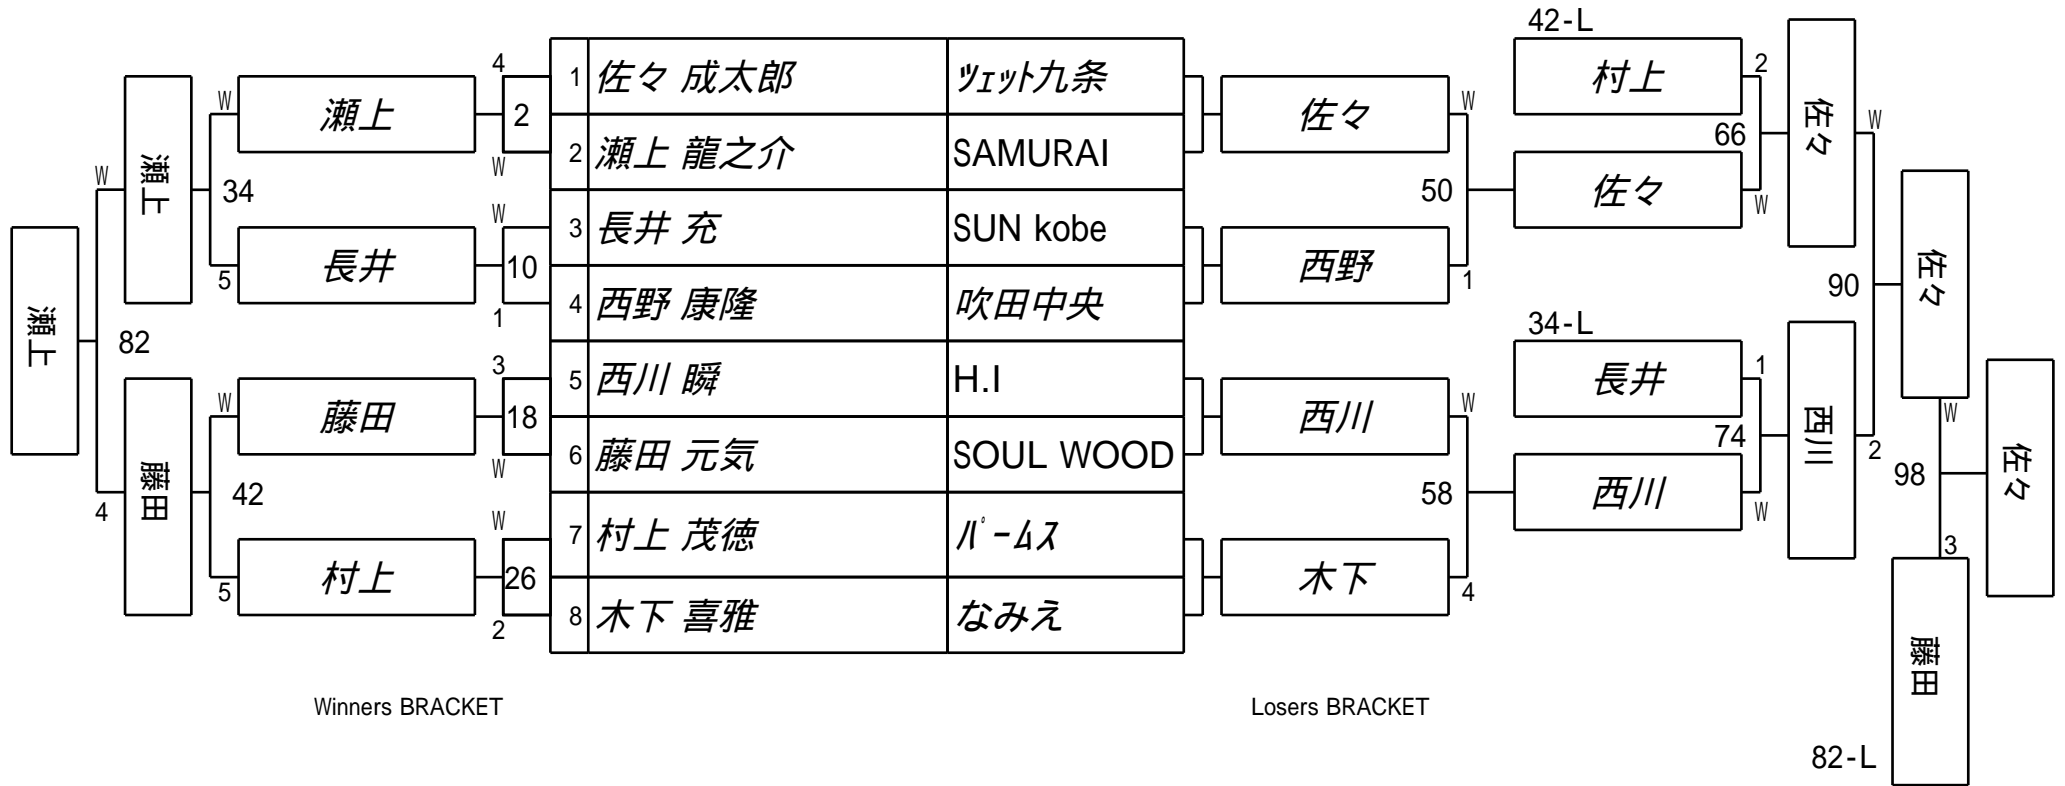 42-L
4
1 佐々 成太郎 ヅェット九条
村上 2
W
瀬上
2
佐々
W
佐々
W
2 瀬上 龍之介 SAMURAI
W
66
W
瀬上
34
50
佐々
W
W
3 長井 充 SUN kobe
5
長井
10
西野
1
佐々
4 西野 康隆 吹田中央
1
90
瀬上
82
34-L
3
5 西川 瞬 H.I
長井
1
W
藤田
18
西川
W
西川
2
W
6 藤田 元気 SOUL WOOD
W
74
藤田
42
58
西川
W
98
佐々
4
W
7 村上 茂徳 パームス
3
5
村上
26
木下
4
2
8 木下 喜雅 なみえ
藤田
Winners BRACKET
Losers BRACKET
82-L